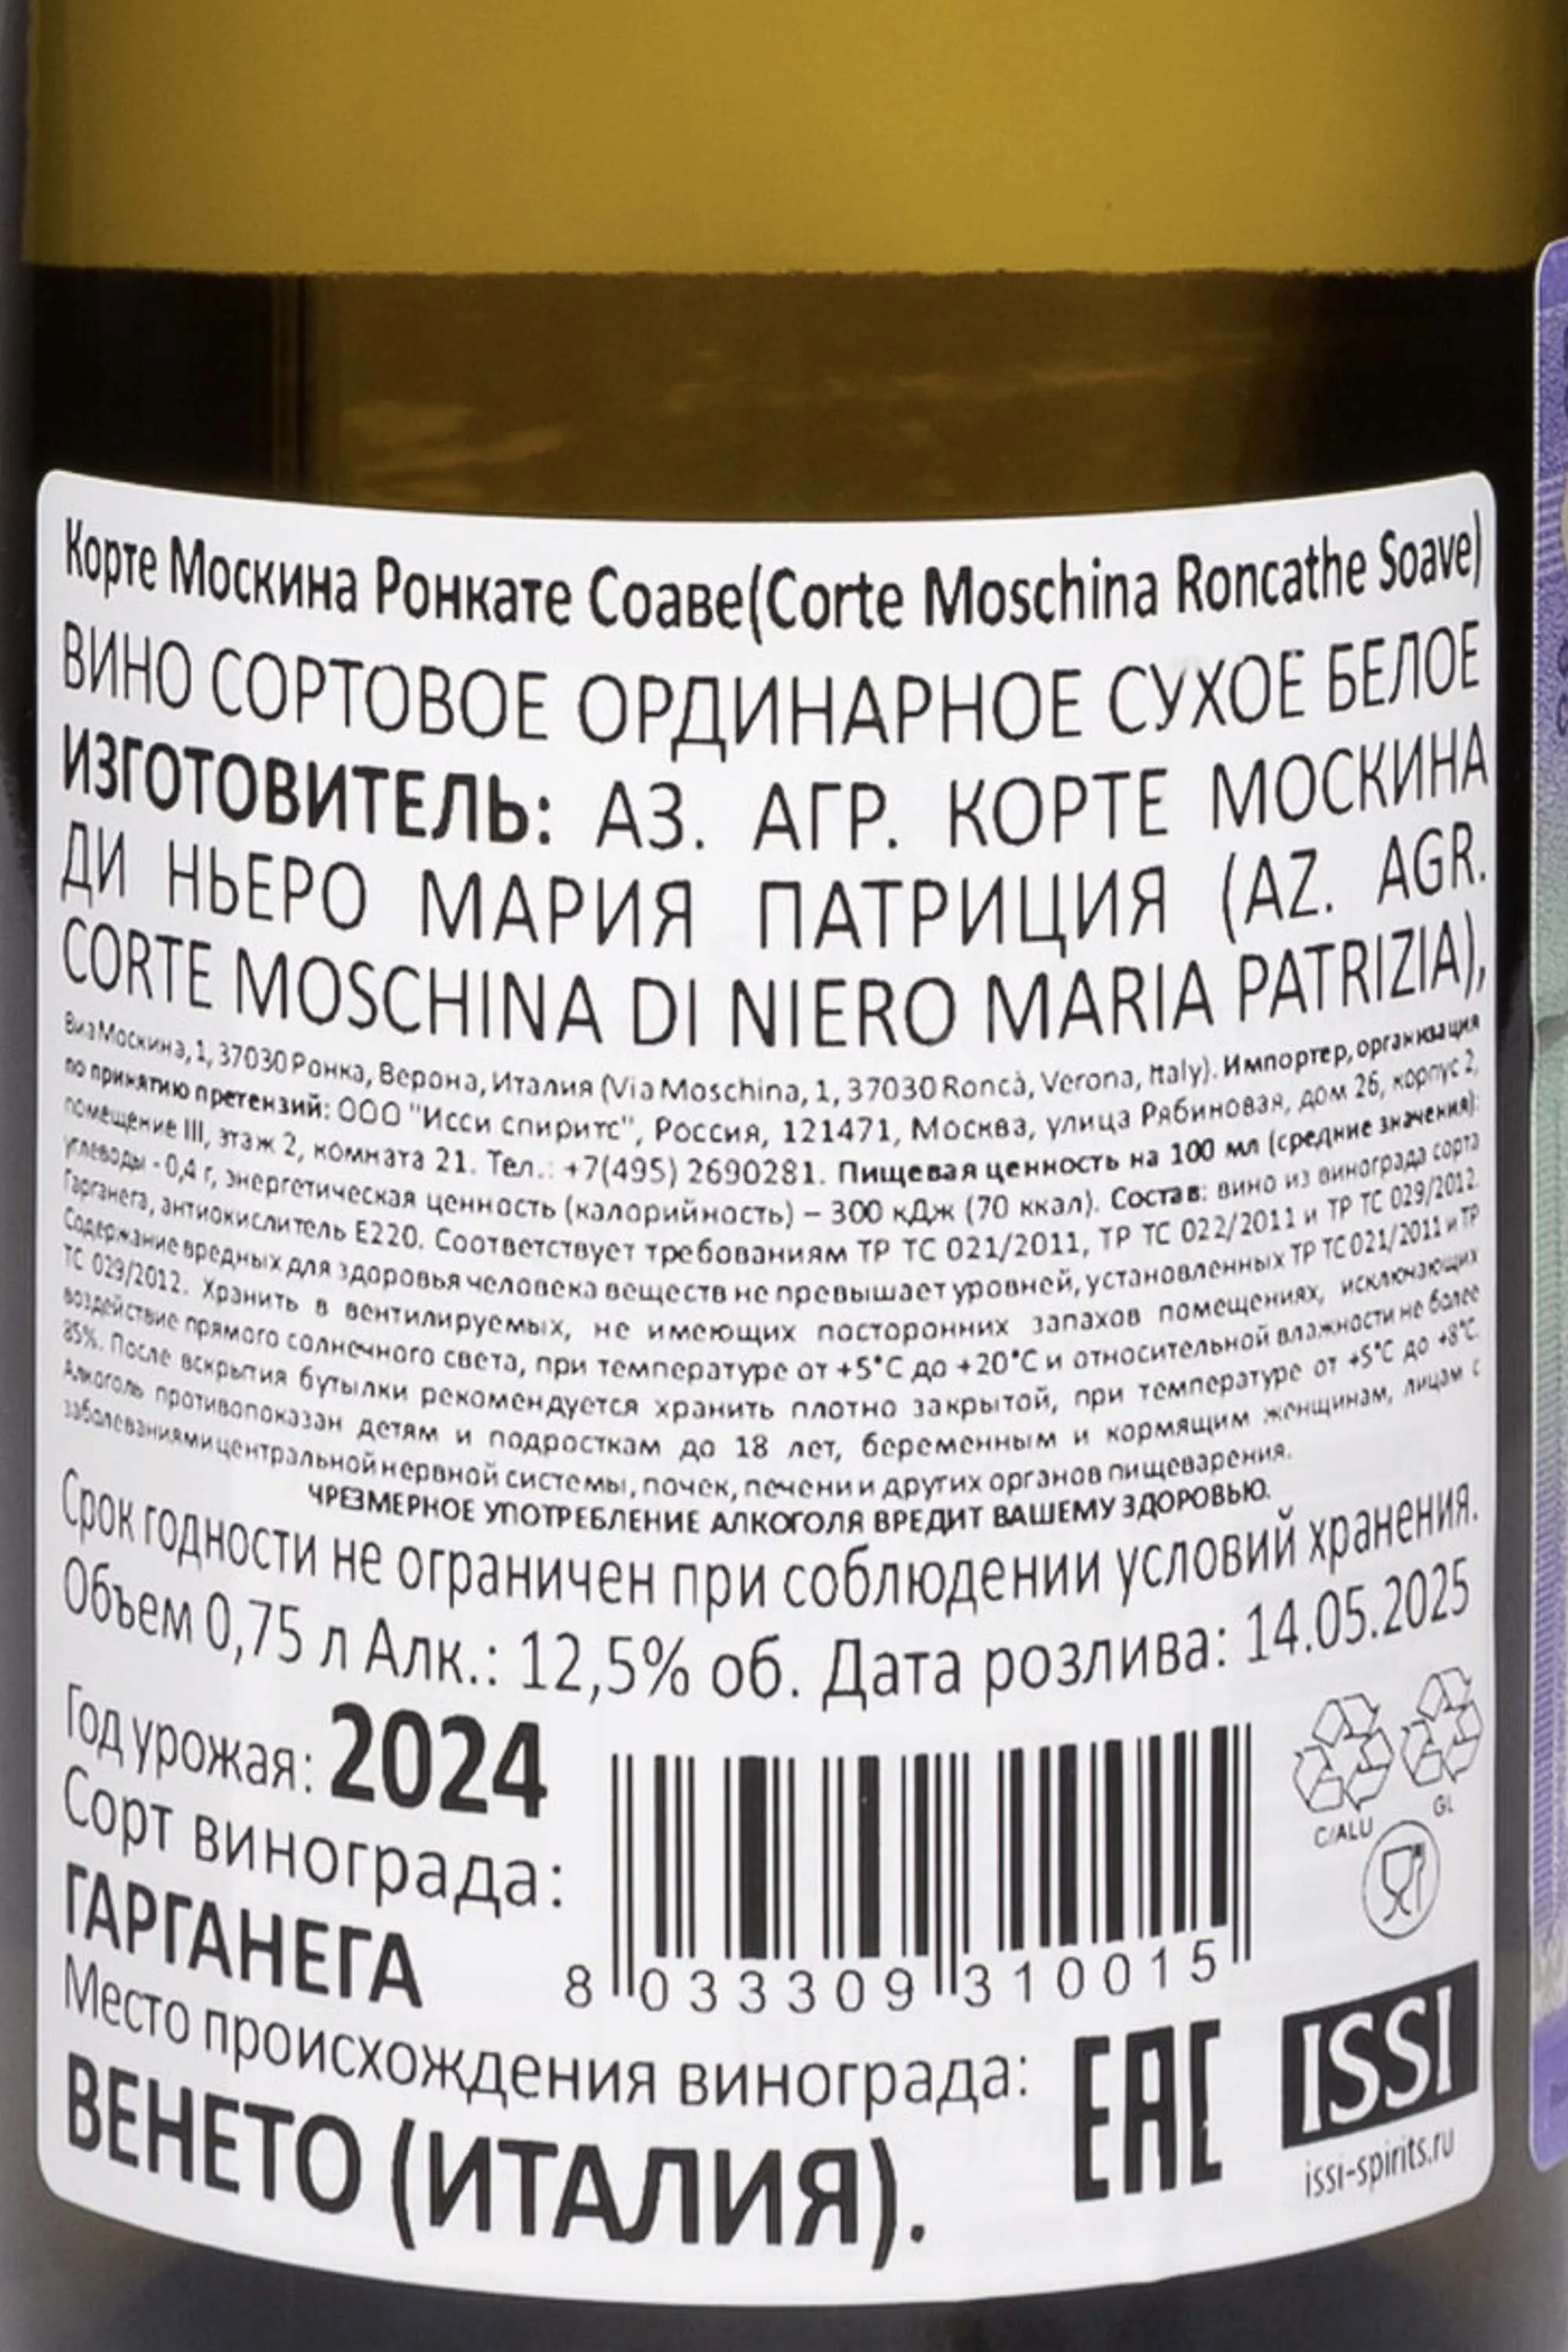 Корте Москина Ронкате Соаве(Corte Moschina Roncathe Soave)
ВИНО СОРТОВОЕ ОРДИНАРНОЕ СУХОЕ БЕЛОЕ
ИЗГОТОВИТЕЛЬ: АЗ. АГР. КОРТЕ МОСКИНА
ДИ НЬЕРО МАРИЯ ПАТРИЦИЯ (AZ. AGR.
CORTE MOSCHINA DI NIERO MARIA PATRIZIA),
Виа Москина, 1, 37030 Ронка, Верона, Италия (Via Moschina, 1, 37030 Roncà, Verona, Italy). Импортер, организация
по принятию претензий: ООО "Исси спиритс", Россия, 121471, Москва, улица Рябиновая, дом 26, корпус 2,
помещение III, этаж 2, комната 21. Тел.: +7(495) 2690281. Пищевая ценность на 100 мл (средние значения):
углеводы - 0,4 г, энергетическая ценность (калорийность) – 300 кДж (70 ккал). Состав: вино из винограда сорта
Гарганега, антиокислитель Е220. Соответствует требованиям ТР ТС 021/2011, ТР ТС 022/2011 и ТР ТС 029/2012.
Содержание вредных для здоровья человека веществ не превышает уровней, установленных ТР ТС 021/2011 и ТР
ТС 029/2012. Хранить в вентилируемых, не имеющих посторонних запахов помещениях, исключающих
воздействие прямого солнечного света, при температуре от +5°С до +20°С и относительной влажности не более
85%. После вскрытия бутылки рекомендуется хранить плотно закрытой, при температуре от +5°С до +8°С.
Алкоголь противопоказан детям и подросткам до 18 лет, беременным и кормящим женщинам, лицам с
заболеваниями центральной нервной системы, почек, печени и других органов пищеварения.
ЧРЕЗМЕРНОЕ УПОТРЕБЛЕНИЕ АЛКОГОЛЯ ВРЕДИТ ВАШЕМУ ЗДОРОВЬЮ.
Срок годности не ограничен при соблюдении условий хранения.
Объем 0,75 л Алк.: 12,5% об. Дата розлива: 14.05.2025
Год урожая: 2024
Сорт винограда:
ГАРГАНЕГА
Место происхождения винограда:
ВЕНЕТО (ИТАЛИЯ).
8 033309 310015
C/ALU
GL
EAC
ISSI
issi-spirits.ru